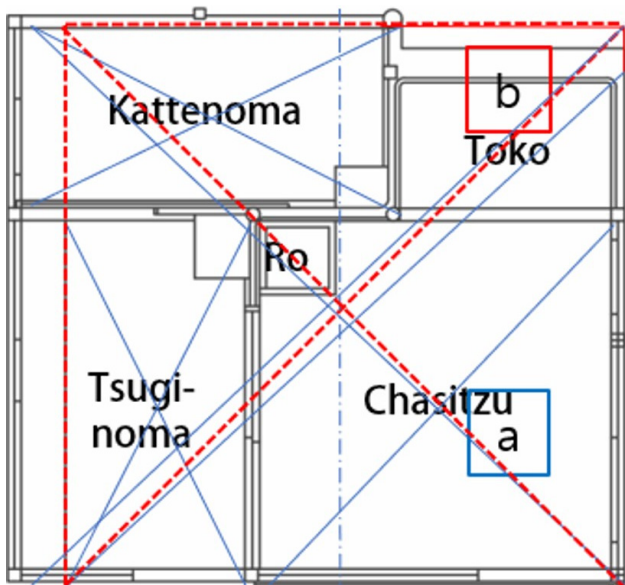 Kattenoma
b
Toko
Ro
Tsugi-
noma
Chasitzu
a